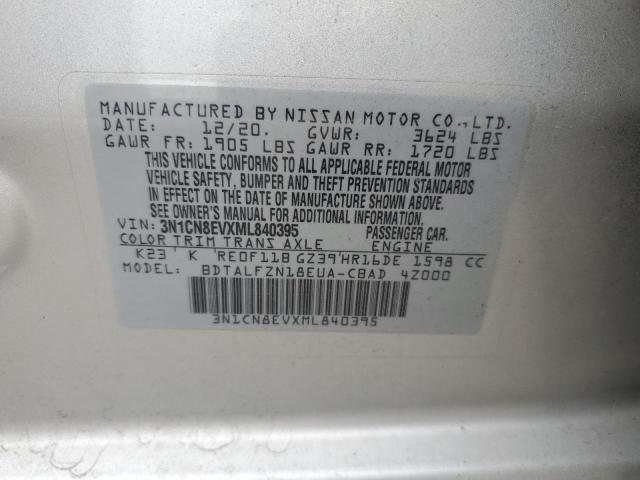 MANUFACTURED BY NISSAN MOTOR CO.,LTD.
DATE: 12/20. GVWR: 3624 LBS
GAWR FR: 1905 LBS GAWR RR: 1720 LBS
THIS VEHICLE CONFORMS TO ALL APPLICABLE FEDERAL MOTOR
VEHICLE SAFETY, BUMPER AND THEFT PREVENTION STANDARDS
IN EFFECT ON THE DATE OF MANUFACTURE SHOWN ABOVE.
SEE OWNER'S MANUAL FOR ADDITIONAL INFORMATION.
VIN: 3N1CN8EVXML840395 PASSENGER CAR.
COLOR TRIM TRANS AXLE ENGINE
K23 K RE0F11B GZ39 HR16DE 1598 CC
MODEL: BDTALFZN18EUA-CBAD 4Z000
3N1CN8EVXML840395